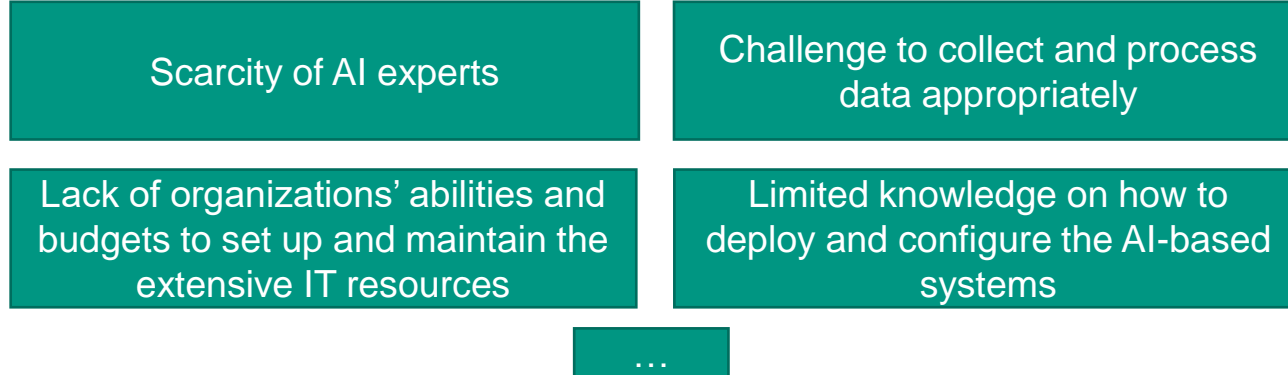 Scarcity of AI experts
Challenge to collect and process
data appropriately
Lack of organizations’ abilities and
budgets to set up and maintain the
extensive IT resources
Limited knowledge on how to
deploy and configure the AI-based
systems
…